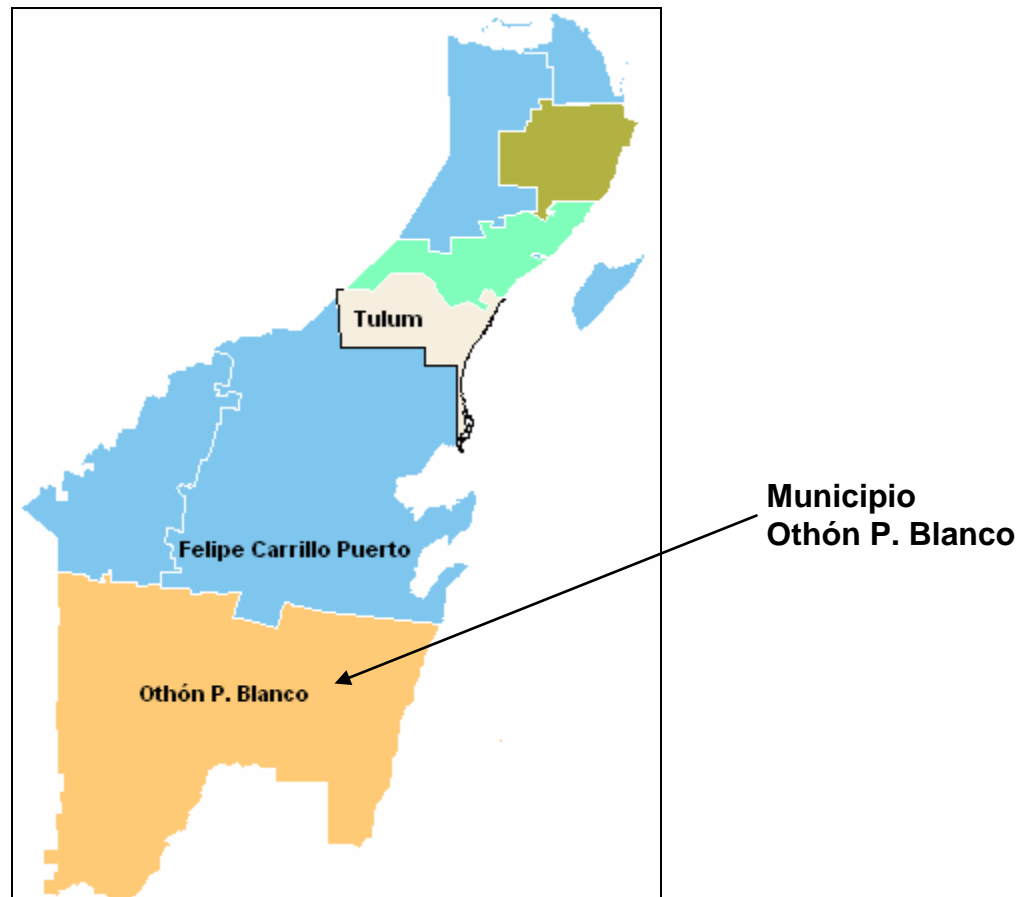 Tulum
Municipio
Othón P. Blanco
Felipe Carrillo Puerto
Othón P. Blanco